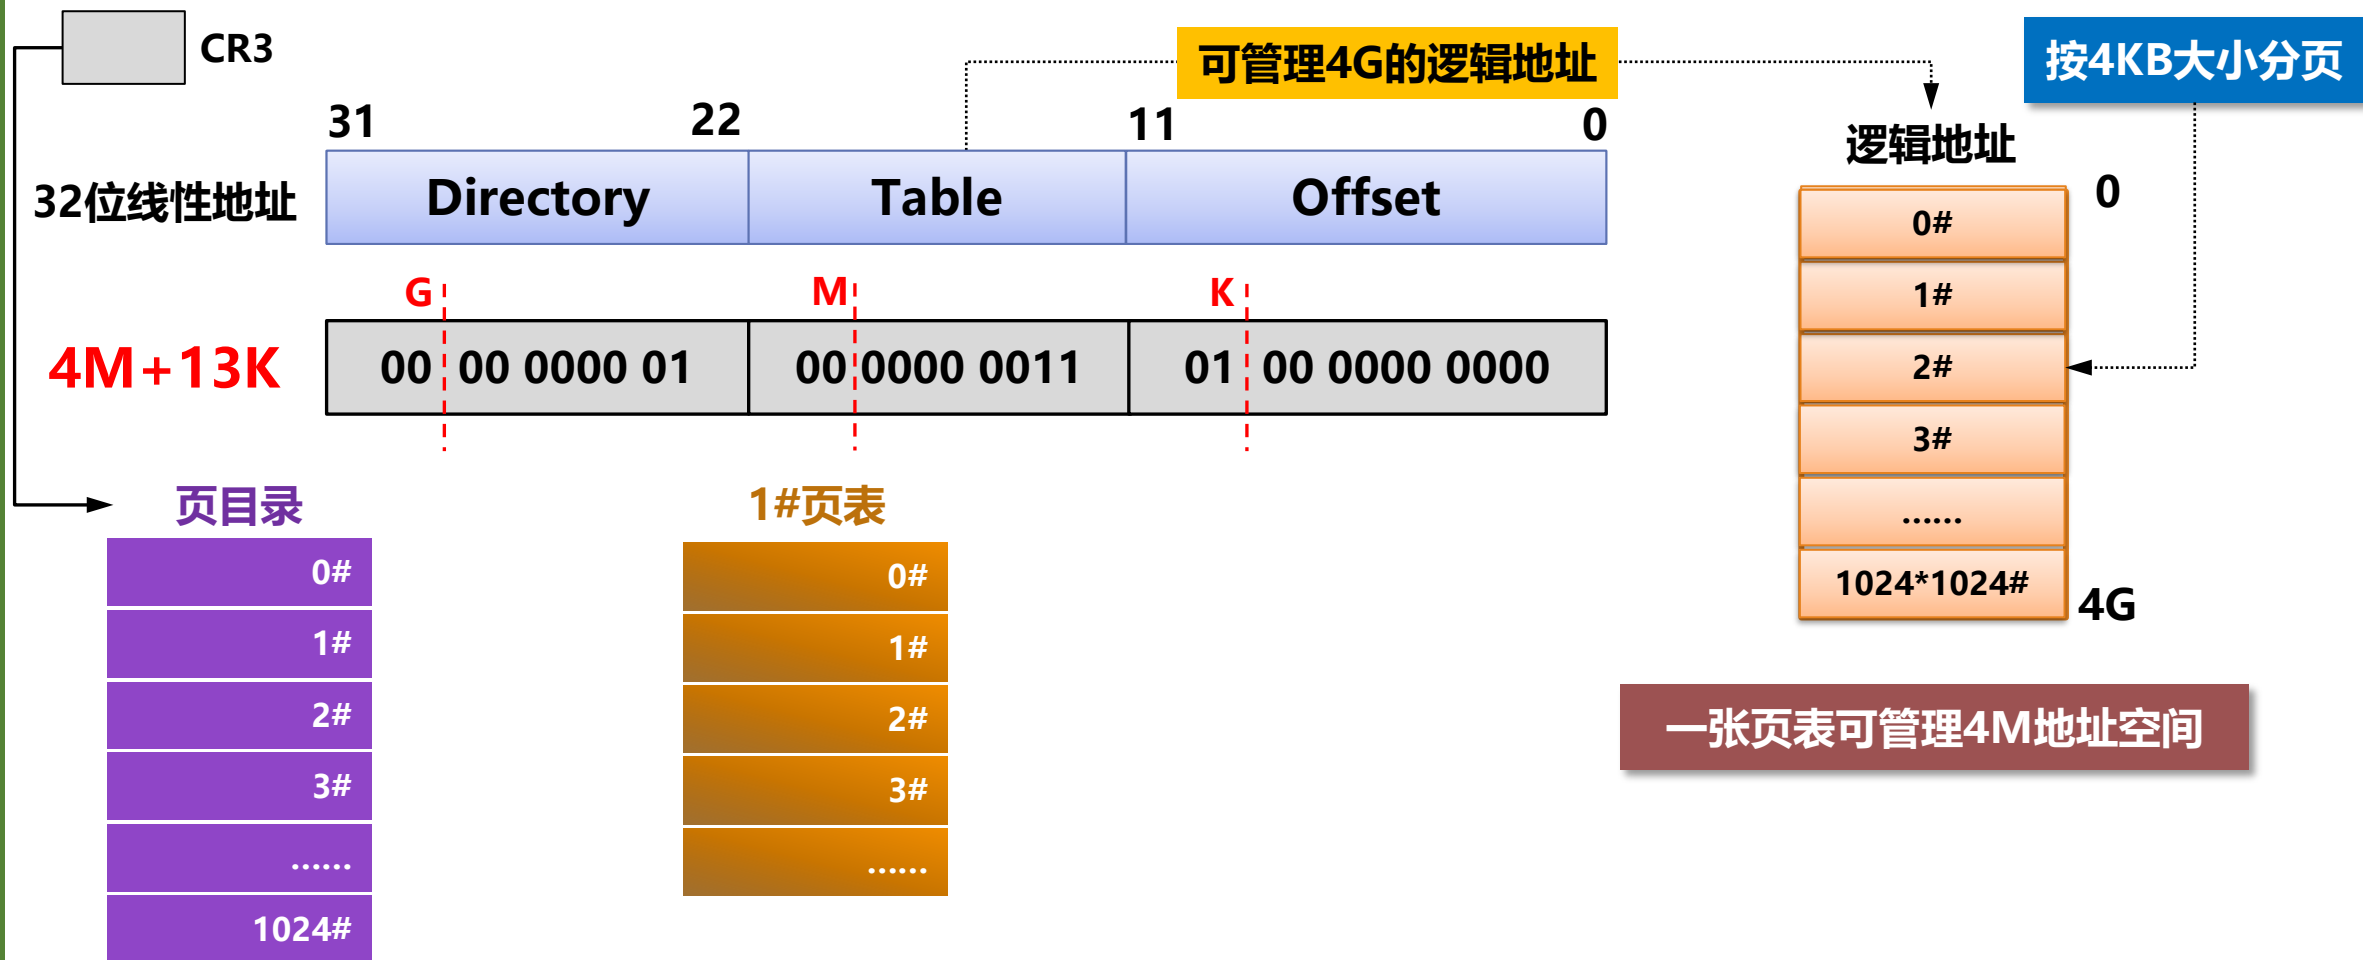 CR3
可管理4G的逻辑地址
按4KB大小分页
31 22 11 0
32位线性地址 Directory Table Offset
逻辑地址
0
0#
1#
2#
3#
......
1024*1024#
4G
G M K
4M+13K 00 00 0000 01 00 0000 0011 01 00 0000 0000
页目录
0#
1#
2#
3#
......
1024#
1#页表
0#
1#
2#
3#
......
一张页表可管理4M地址空间